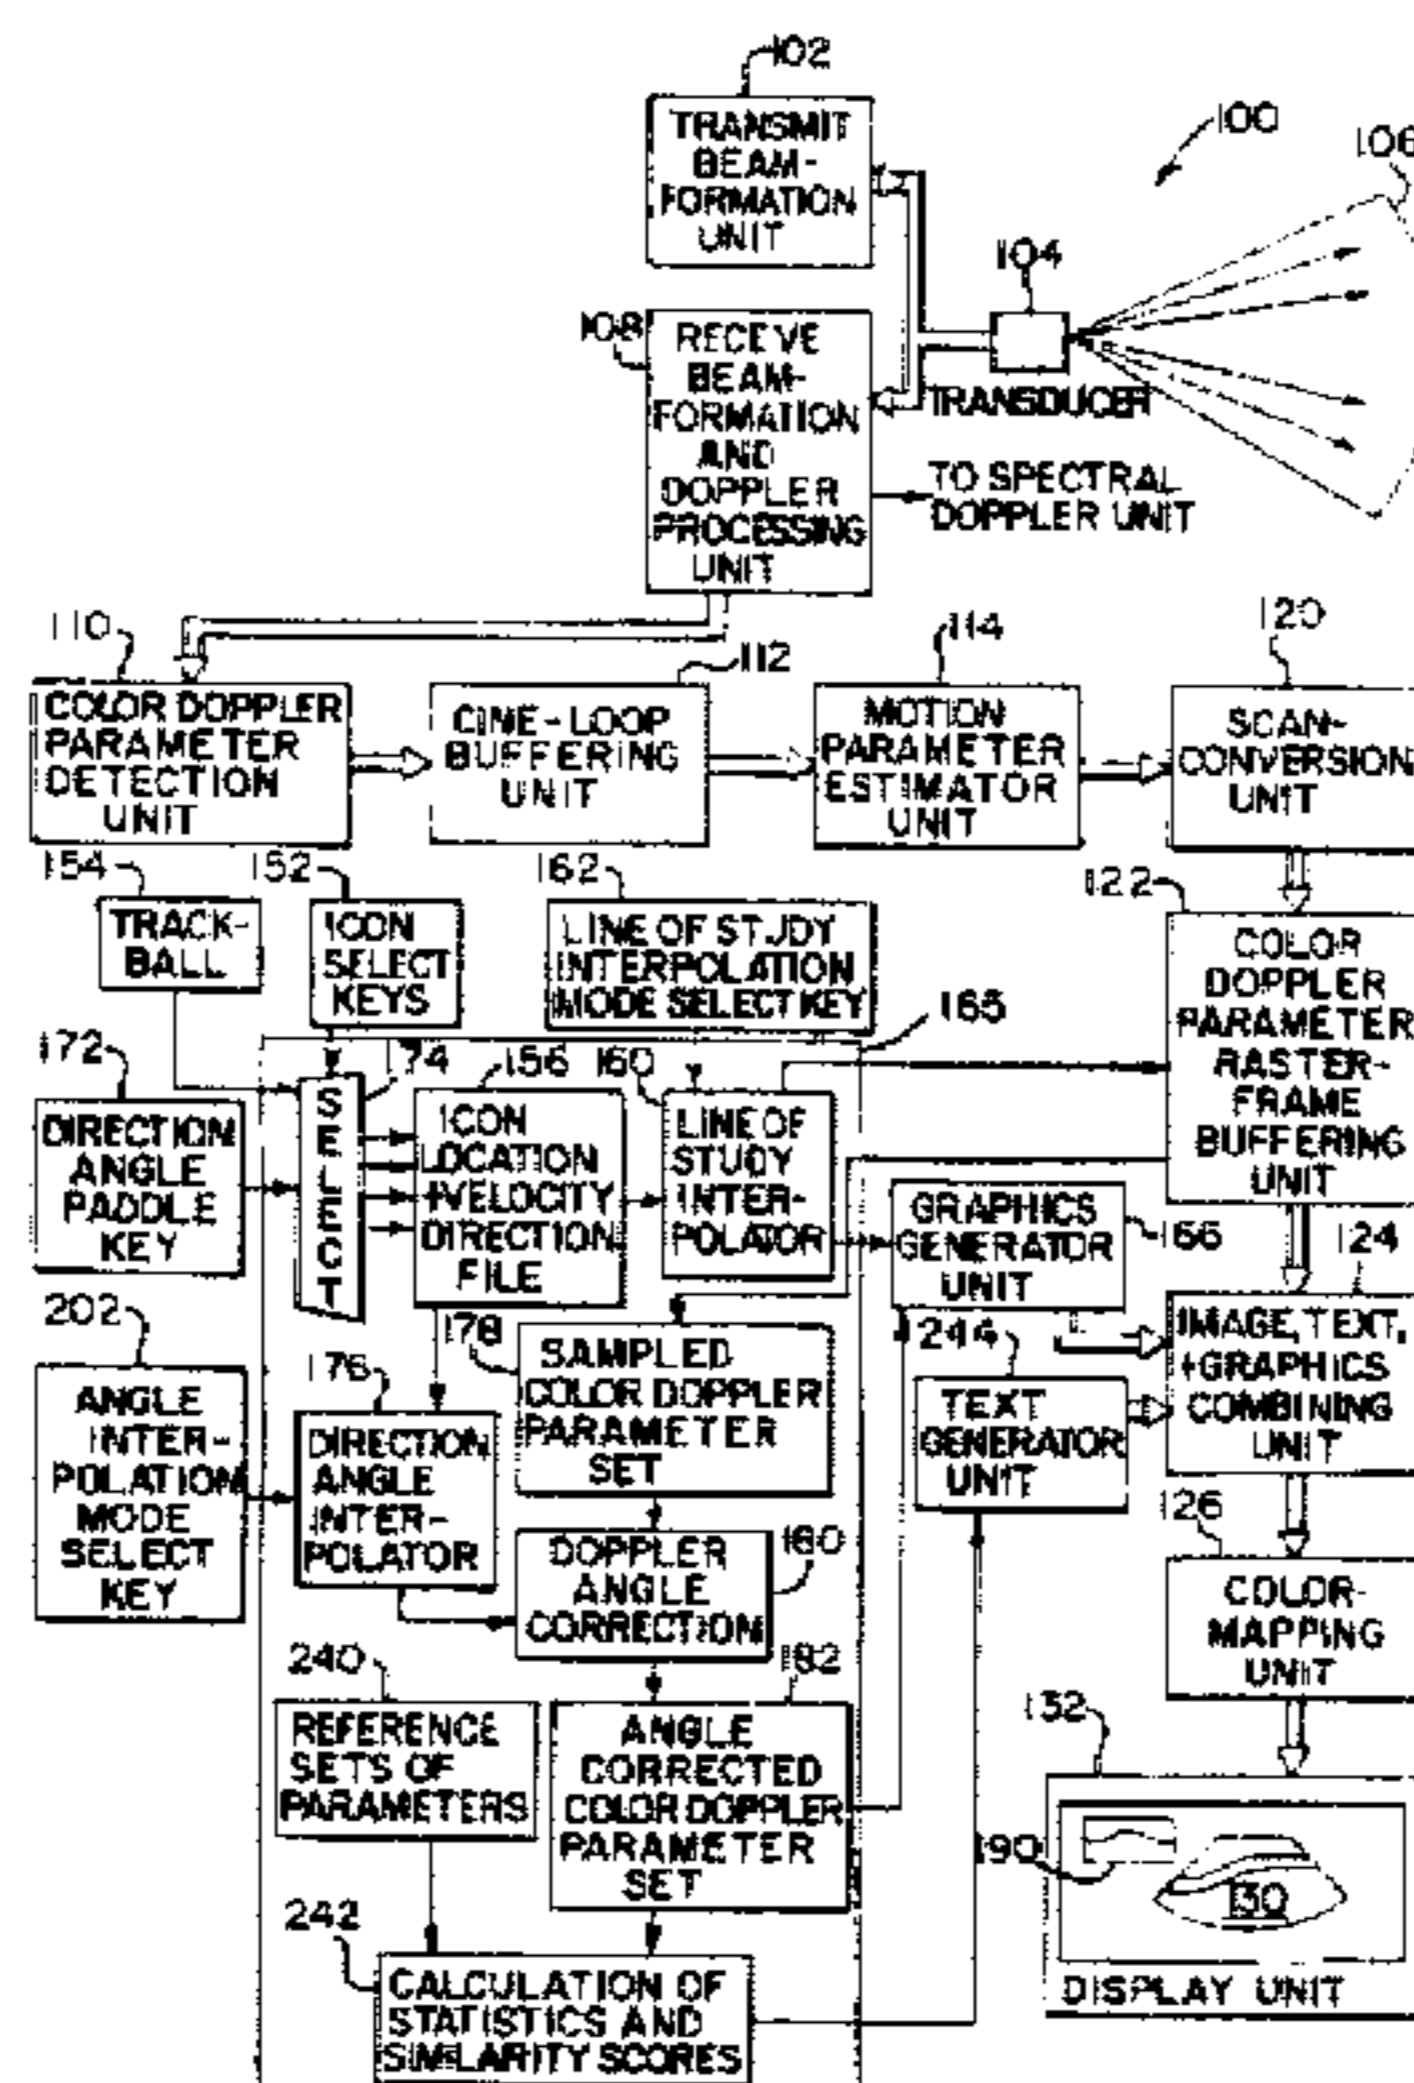 102
TRANSMIT
BEAM-
FORMATION
UNIT
100
106
104
TRANSDUCER
108
RECEIVE
BEAM-
FORMATION
AND
DOPPLER
PROCESSING
UNIT
TO SPECTRAL
DOPPLER UNIT
110
COLOR DOPPLER
PARAMETER
DETECTION
UNIT
112
CINE-LOOP
BUFFERING
UNIT
114
MOTION
PARAMETER
ESTIMATOR
UNIT
120
SCAN-
CONVERSION
UNIT
154
TRACK-
BALL
152
ICON
SELECT
KEYS
162
LINE OF STUDY
INTERPOLATION
MODE SELECT KEY
165
122
COLOR
DOPPLER
PARAMETER
RASTER-
FRAME
BUFFERING
UNIT
172
DIRECTION
ANGLE
PADDLE
KEY
174
SELECT
156
ICON
LOCATION
+VELOCITY
DIRECTION
FILE
160
LINE OF
STUDY
INTER-
POLATOR
GRAPHICS
GENERATOR
UNIT
166
124
IMAGE, TEXT,
+GRAPHICS
COMBINING
UNIT
202
ANGLE
INTER-
POLATION
MODE
SELECT
KEY
176
DIRECTION
ANGLE
INTER-
POLATOR
178
SAMPLED
COLOR DOPPLER
PARAMETER
SET
244
TEXT
GENERATOR
UNIT
126
COLOR-
MAPPING
UNIT
DOPPLER
ANGLE
CORRECTION
180
240
REFERENCE
SETS OF
PARAMETERS
182
ANGLE
CORRECTED
COLOR DOPPLER
PARAMETER
SET
132
190
130
DISPLAY UNIT
242
CALCULATION OF
STATISTICS AND
SIMILARITY SCORES